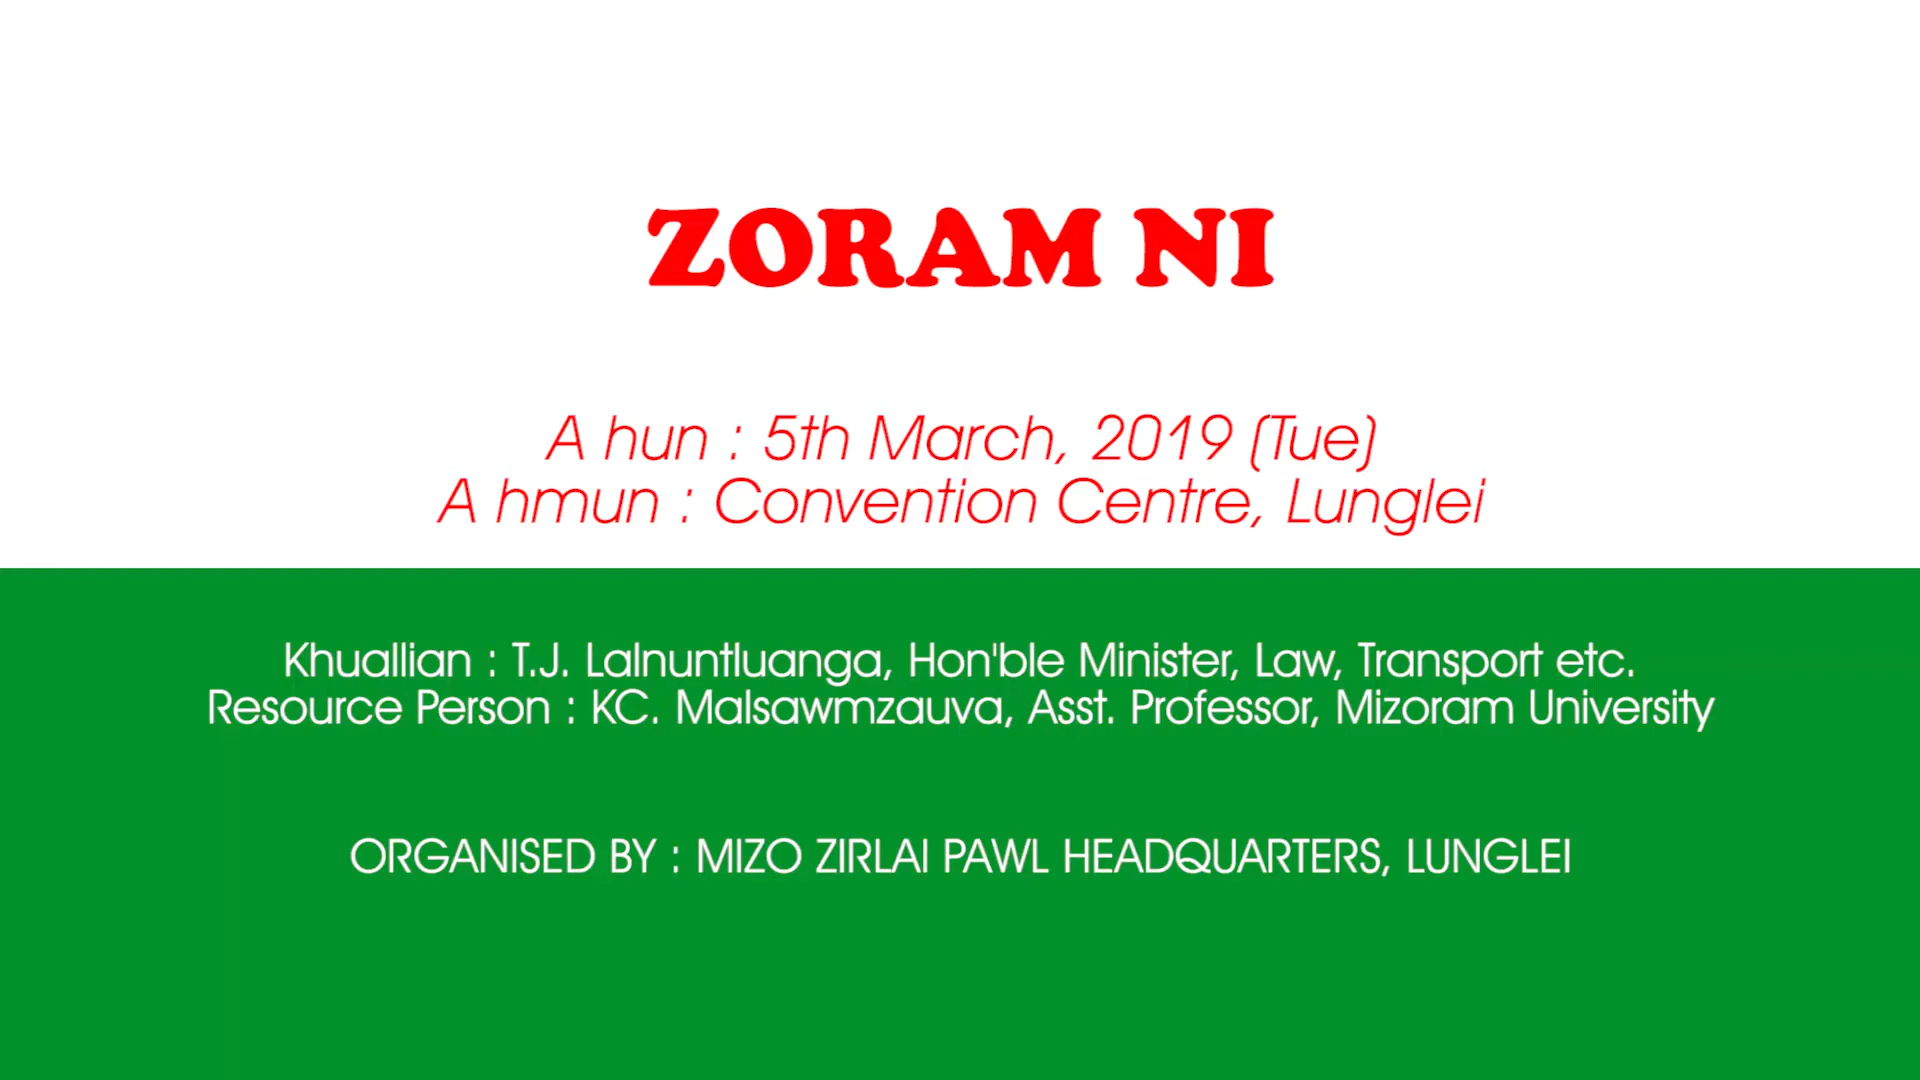 ZORAM NI
A hun : 5th March, 2019 (Tue)
A hmun : Convention Centre, Lunglei
Khuallian : T.J. Lalnuntluanga, Hon'ble Minister, Law, Transport etc.
Resource Person : KC. Malsawmzauva, Asst. Professor, Mizoram University
ORGANISED BY : MIZO ZIRLAI PAWL HEADQUARTERS, LUNGLEI